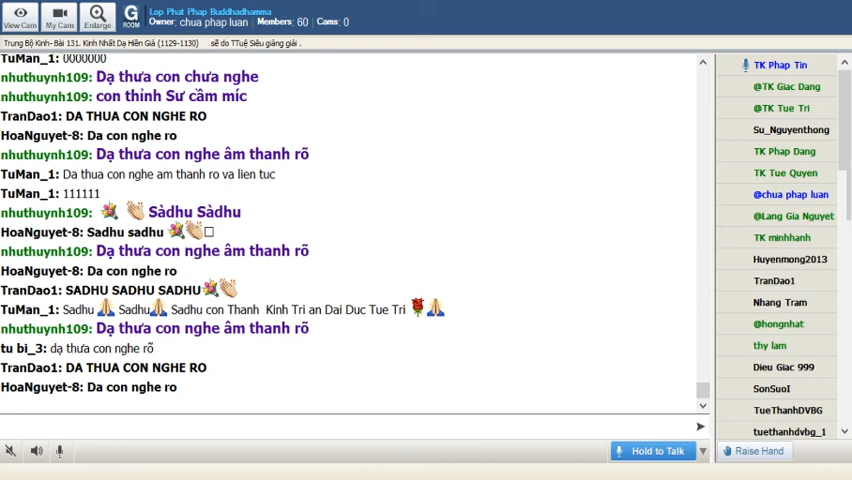 View Cam
My Cam
Enlarge
G
ROOM
Lop Phat Phap Buddhadhamma
Owner: chua phap luan Members: 60 Cams: 0
Trung Bộ Kinh- Bài 131. Kinh Nhất Dạ Hiền Giả (1129-1130) sẽ do TTuệ Siêu giảng giải .
TuMan_1: 0000000
nhuthuynh109: Dạ thưa con chưa nghe
nhuthuynh109: con thỉnh Sư cầm míc
TranDao1: DA THUA CON NGHE RO
HoaNguyet-8: Da con nghe ro
nhuthuynh109: Dạ thưa con nghe âm thanh rõ
TuMan_1: Da thua con nghe am thanh ro va lien tuc
TuMan_1: 111111
nhuthuynh109: Sàdhu Sàdhu
HoaNguyet-8: Sadhu sadhu
nhuthuynh109: Dạ thưa con nghe âm thanh rõ
HoaNguyet-8: Da con nghe ro
TranDao1: SADHU SADHU SADHU
TuMan_1: Sadhu Sadhu Sadhu con Thanh Kinh Tri an Dai Duc Tue Tri
nhuthuynh109: Dạ thưa con nghe âm thanh rõ
tu bi_3: dạ thưa con nghe rõ
TranDao1: DA THUA CON NGHE RO
HoaNguyet-8: Da con nghe ro
Hold to Talk
TK Phap Tin
@TK Giac Dang
@TK Tue Tri
Su_Nguyenthong
TK Phap Dang
TK Tue Quyen
@chua phap luan
@Lang Gia Nguyet
TK minhhanh
Huyenmong2013
TranDao1
Nhang Tram
@hongnhat
thy lam
Dieu Giac 999
SonSuoI
TueThanhDVBG
tuethanhdvbg_1
Raise Hand